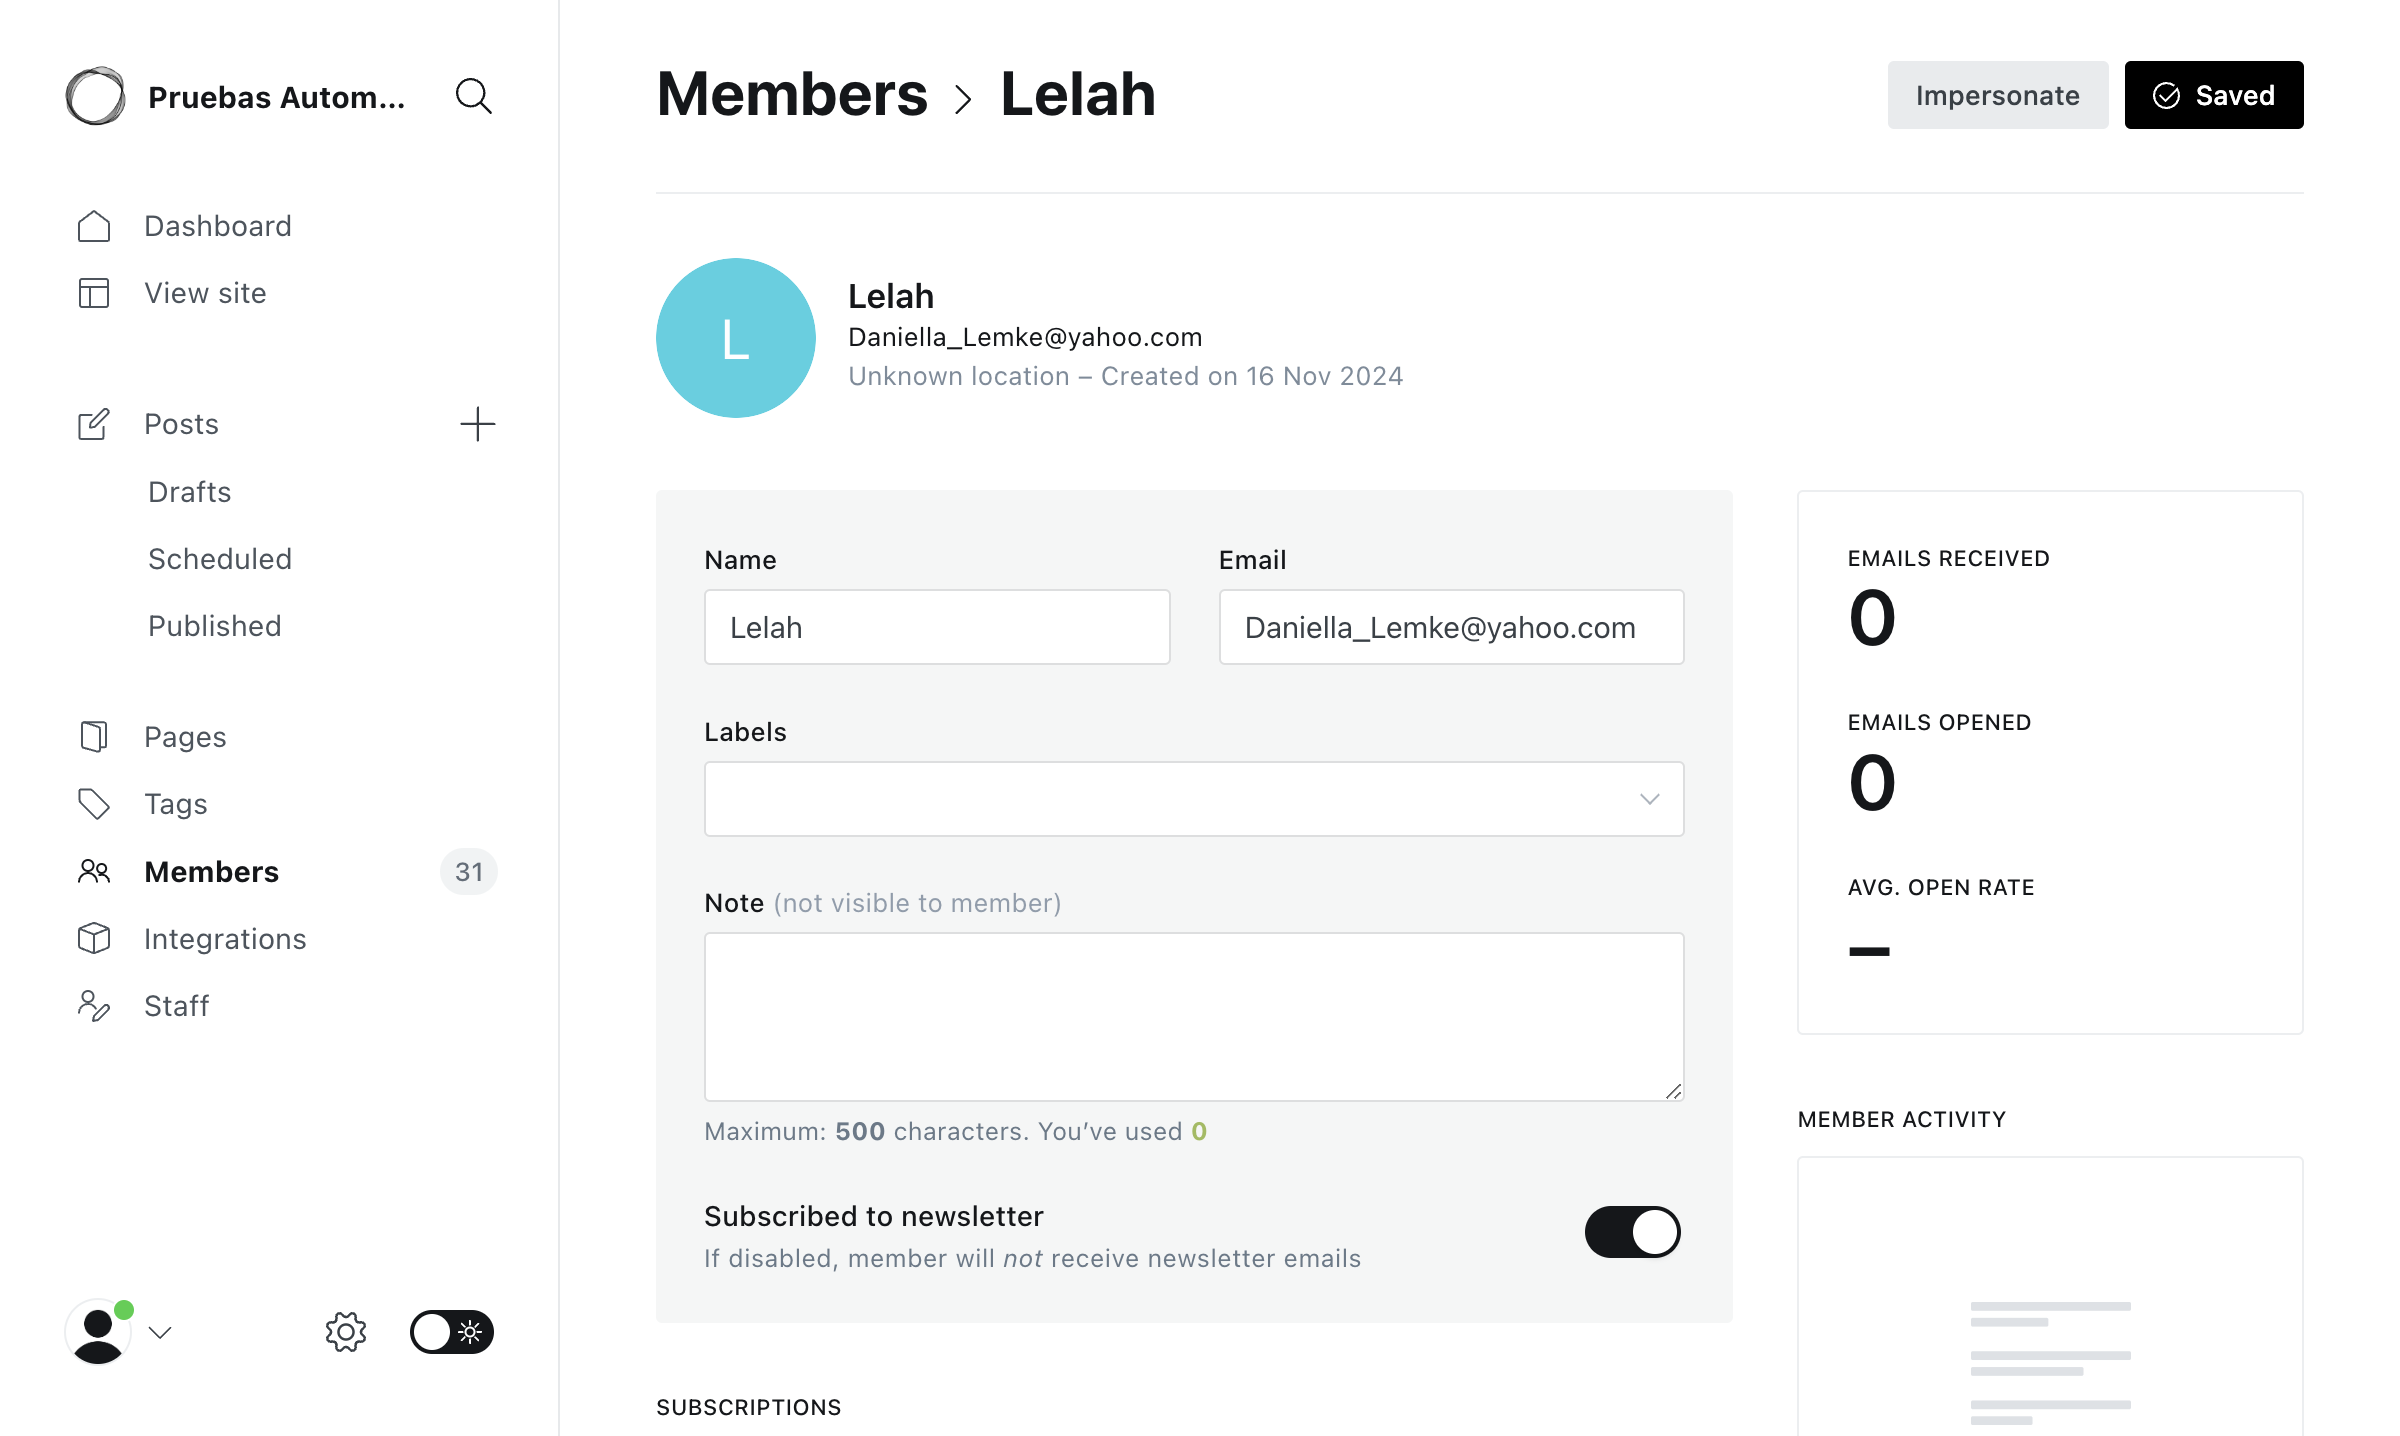 Pruebas Autom...
Dashboard
View site
Posts
Drafts
Scheduled
Published
Pages
Tags
Members 31
Integrations
Staff
Members > Lelah
Impersonate
Saved
L
Lelah
Daniella_Lemke@yahoo.com
Unknown location – Created on 16 Nov 2024
Name
Lelah
Email
Daniella_Lemke@yahoo.com
Labels
Note (not visible to member)
Maximum: 500 characters. You’ve used 0
Subscribed to newsletter
If disabled, member will not receive newsletter emails
SUBSCRIPTIONS
EMAILS RECEIVED
0
EMAILS OPENED
0
AVG. OPEN RATE
–
MEMBER ACTIVITY